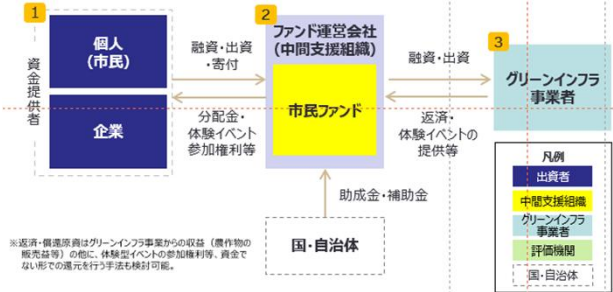 1
資金提供者
個人
(市民)
企業
融資・出資
・寄付
分配金・
体験イベント
参加権利等
2
ファンド運営会社
(中間支援組織)
市民ファンド
融資・出資
返済・
体験イベントの
提供等
3
グリーンインフラ
事業者
助成金・補助金
国・自治体
凡例
出資者
中間支援組織
グリーンインフラ
事業者
評価機関
国・自治体
※返済・償還原資はグリーンインフラ事業からの収益（農作物の
販売益等）の他に、体験型イベントの参加権利等、資金で
ない形での還元を行う手法も検討可能。